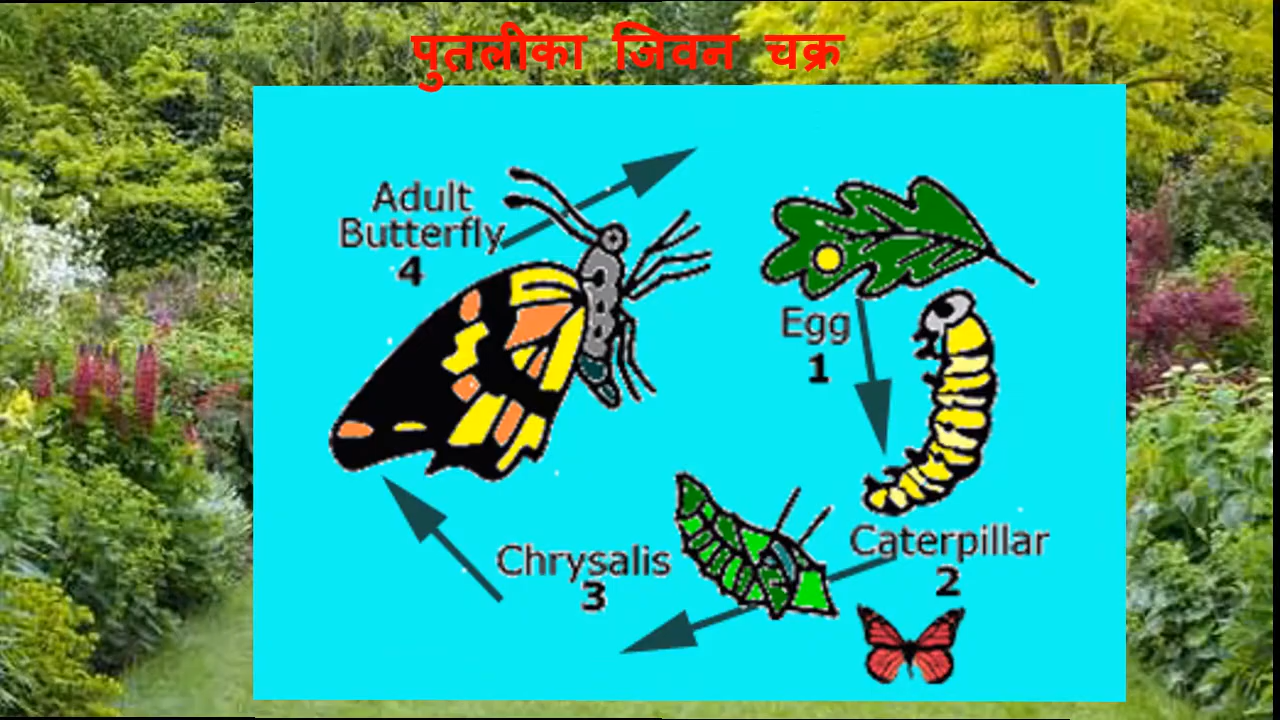 पुतलीका जिवन चक्र
Adult
Butterfly
4
Egg
1
Caterpillar
2
Chrysalis
3